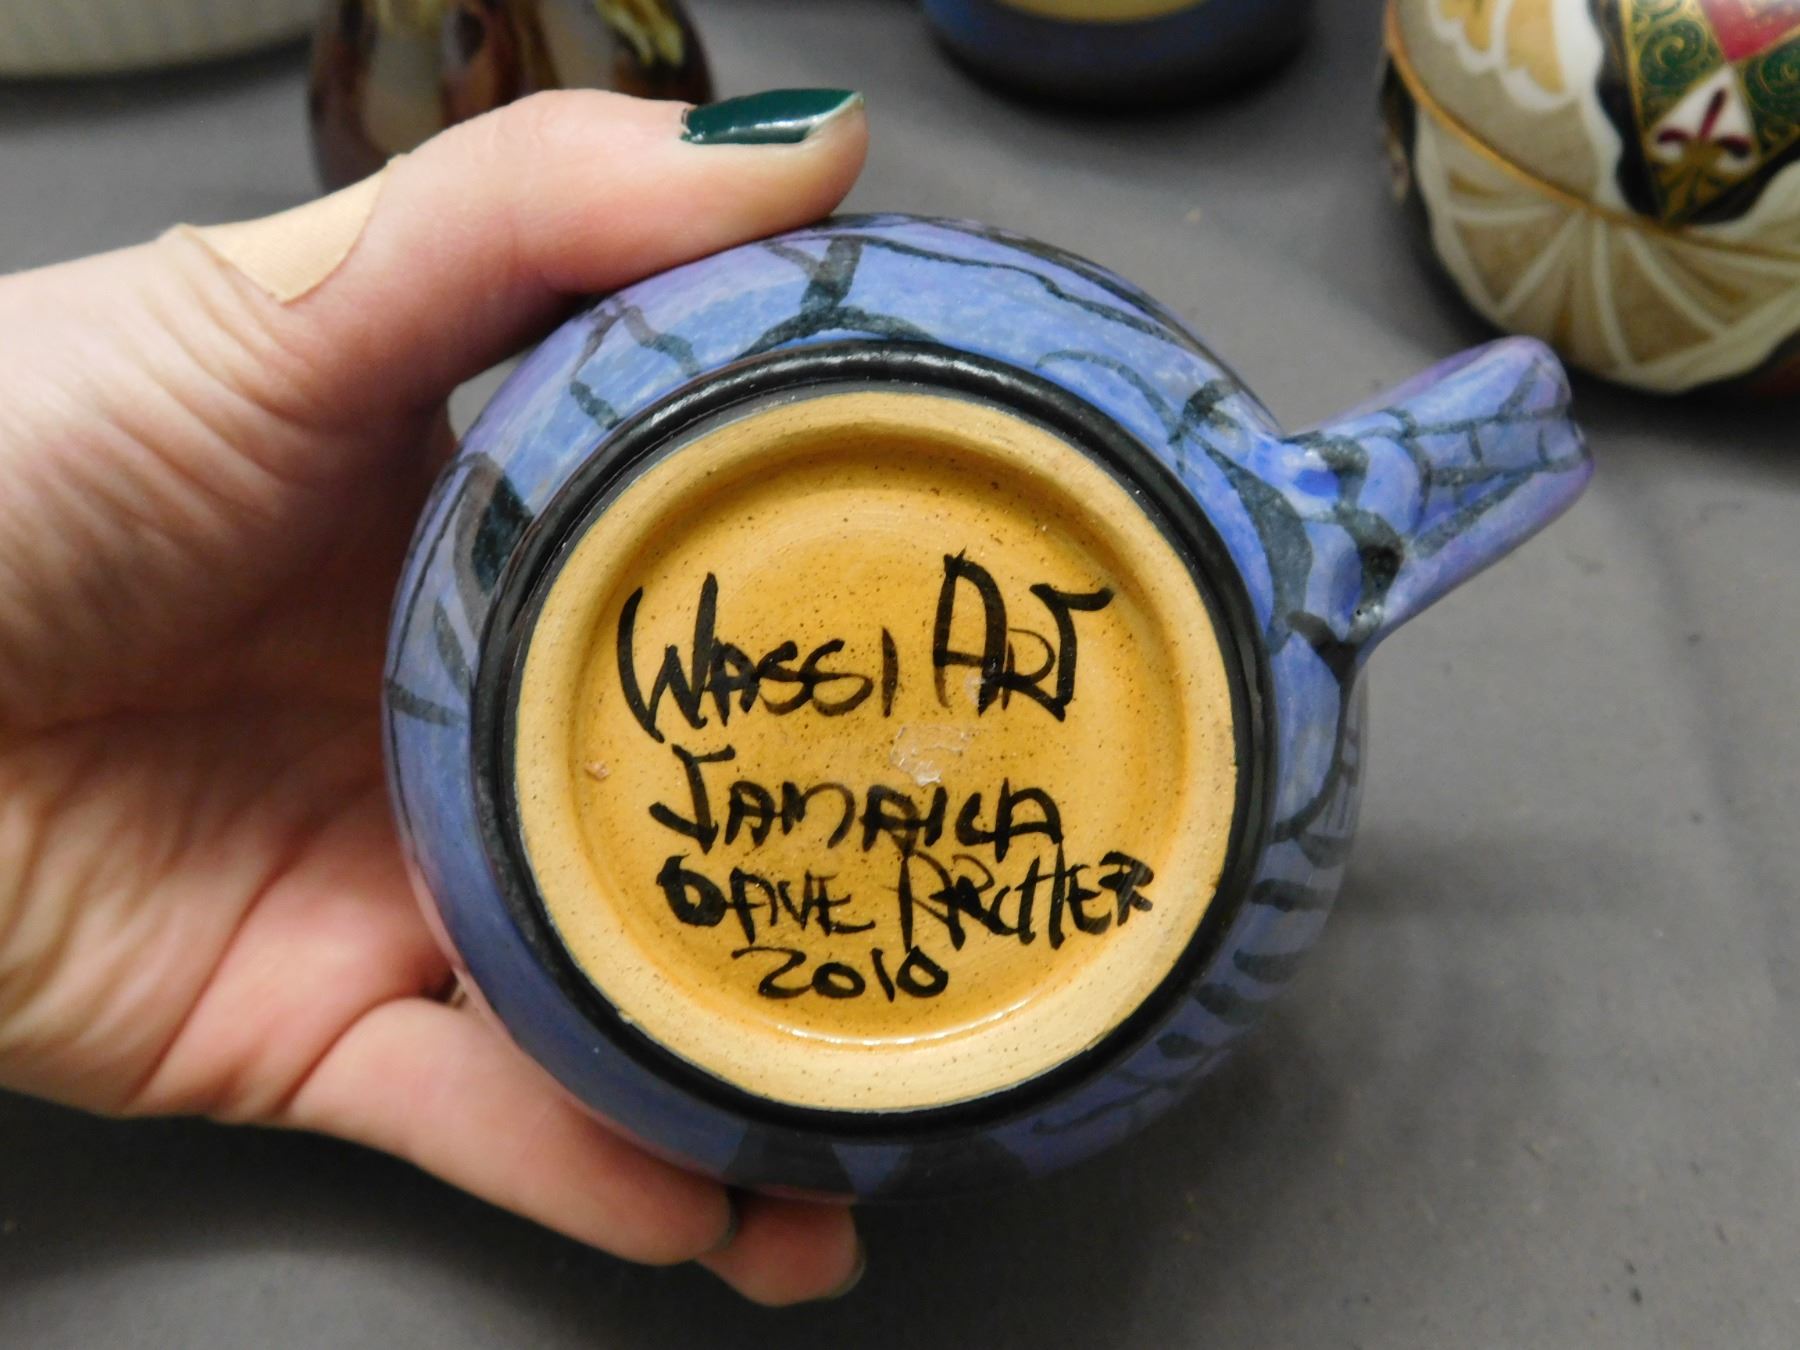 WASSI ART
JAMAICA
DAVE ARCHER
2010